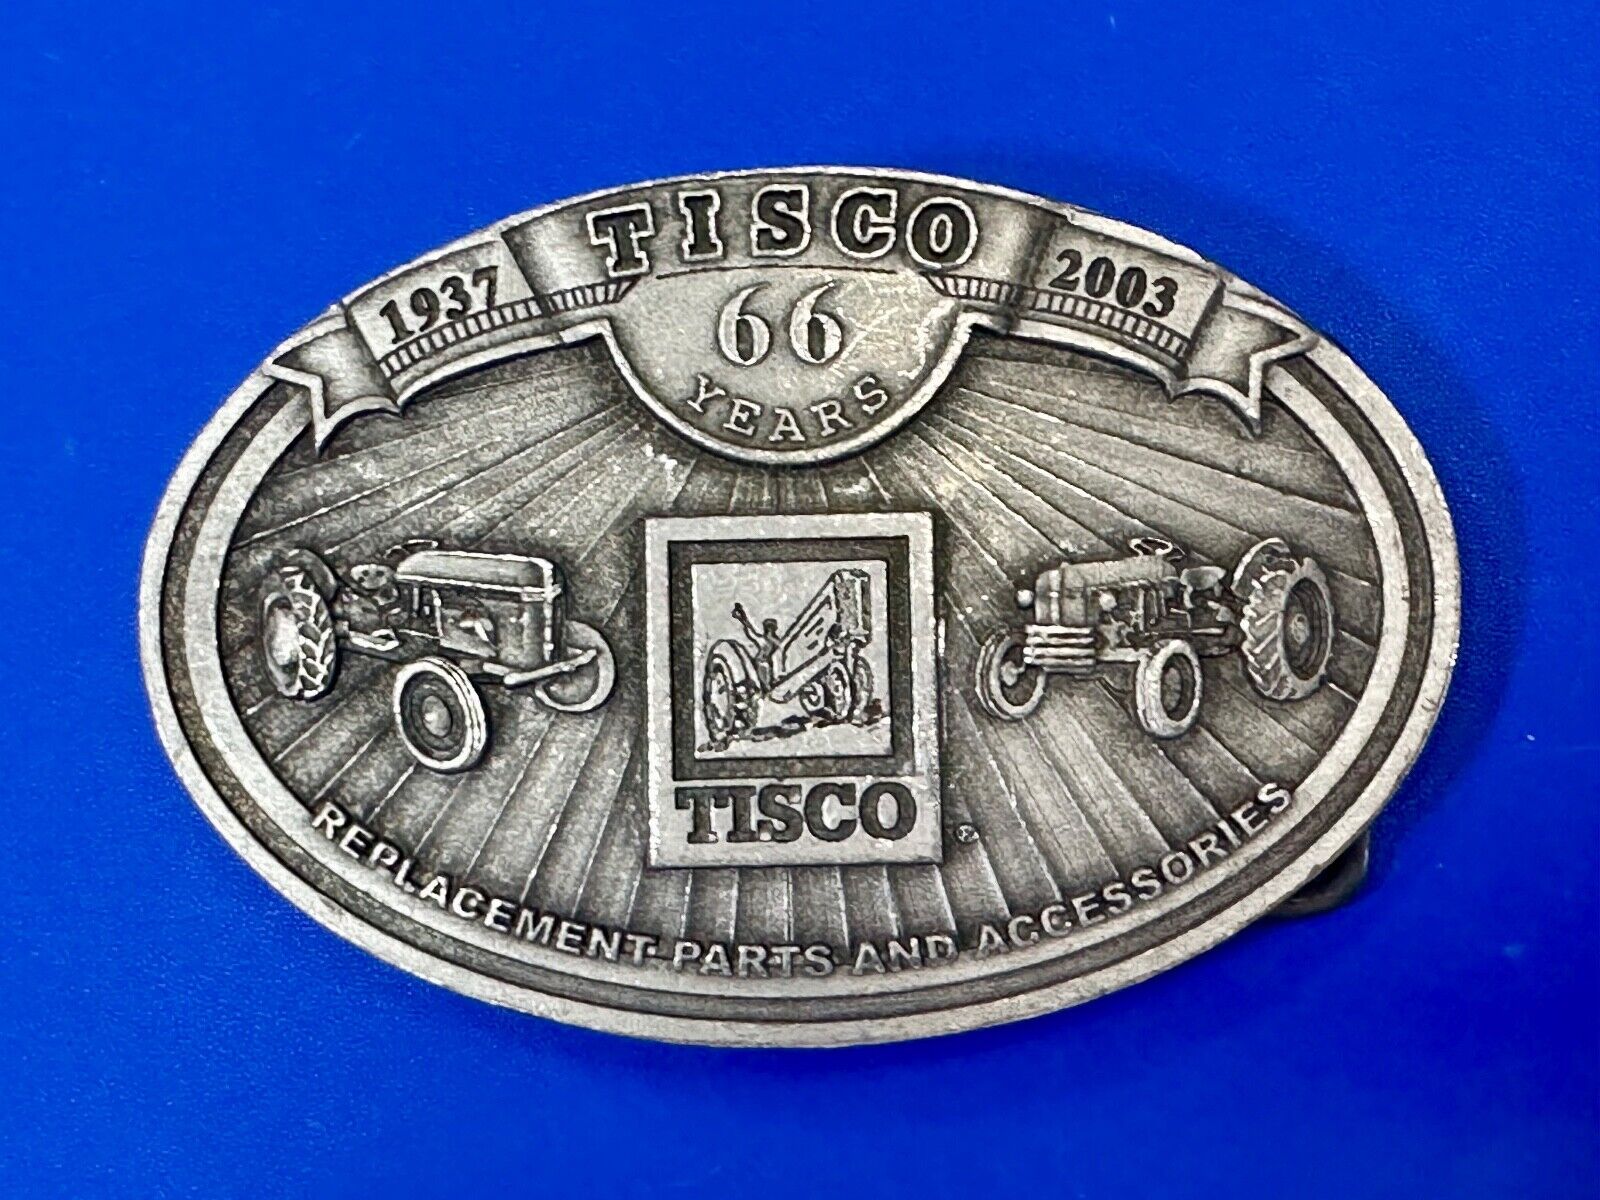 TISCO
1937 2003
66
YEARS
TISCO ®
REPLACEMENT PARTS AND ACCESSORIES